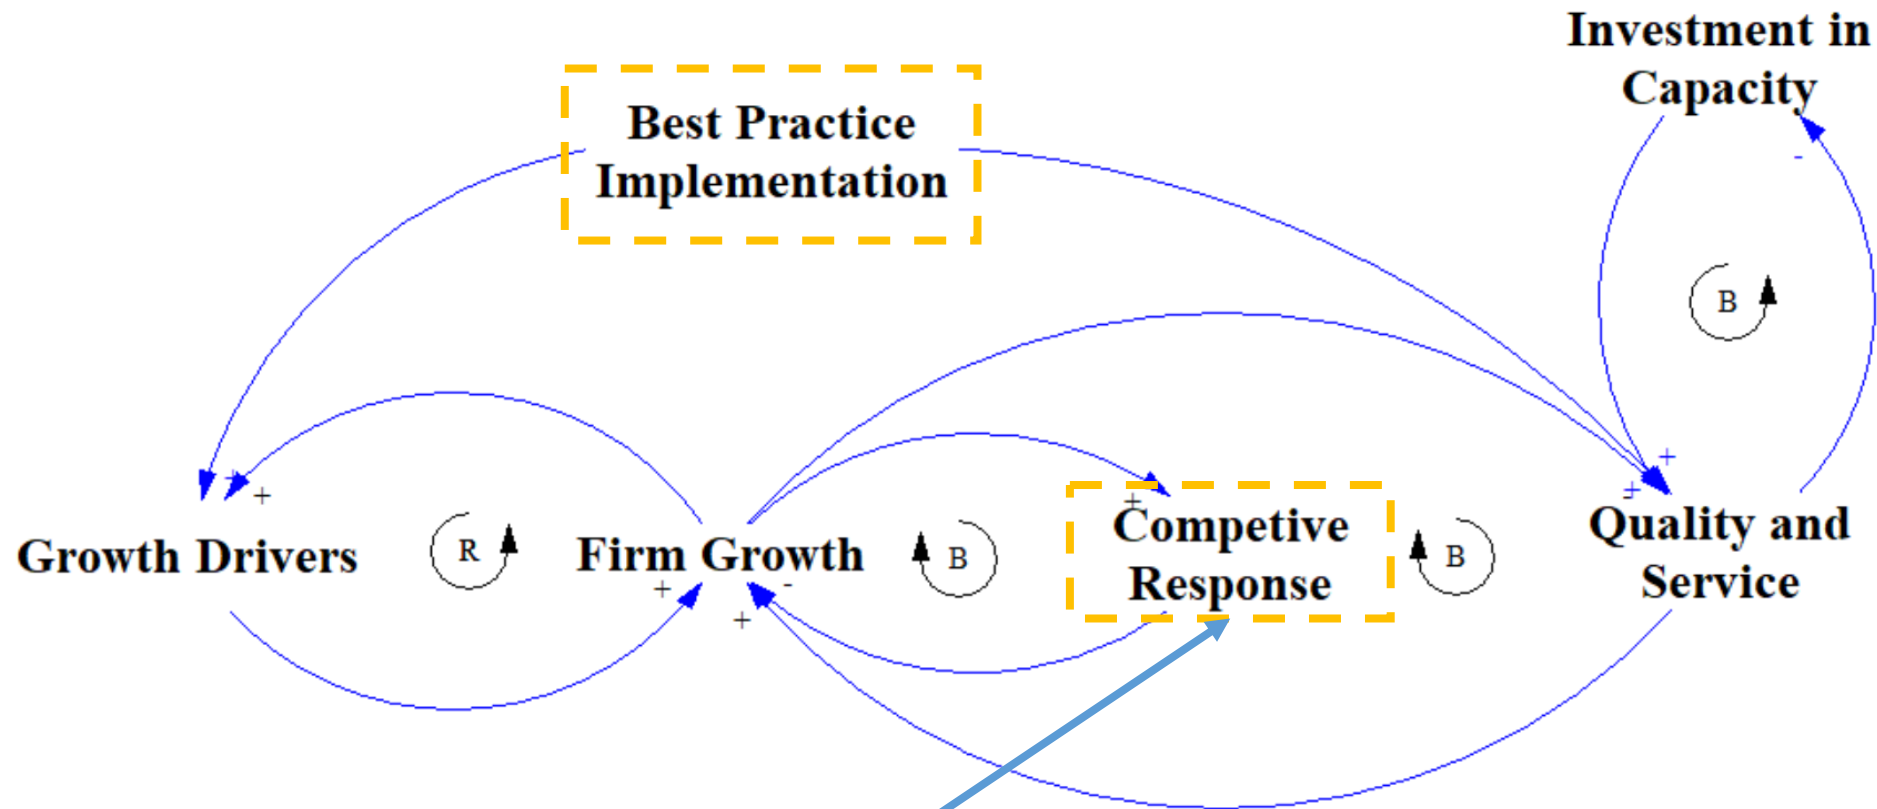 Investment in
Capacity
-
Best Practice
Implementation
B
+
+
+
+
-
+
Growth Drivers
R
Firm Growth
B
Competive
Response
B
Quality and
Service
+
-
+